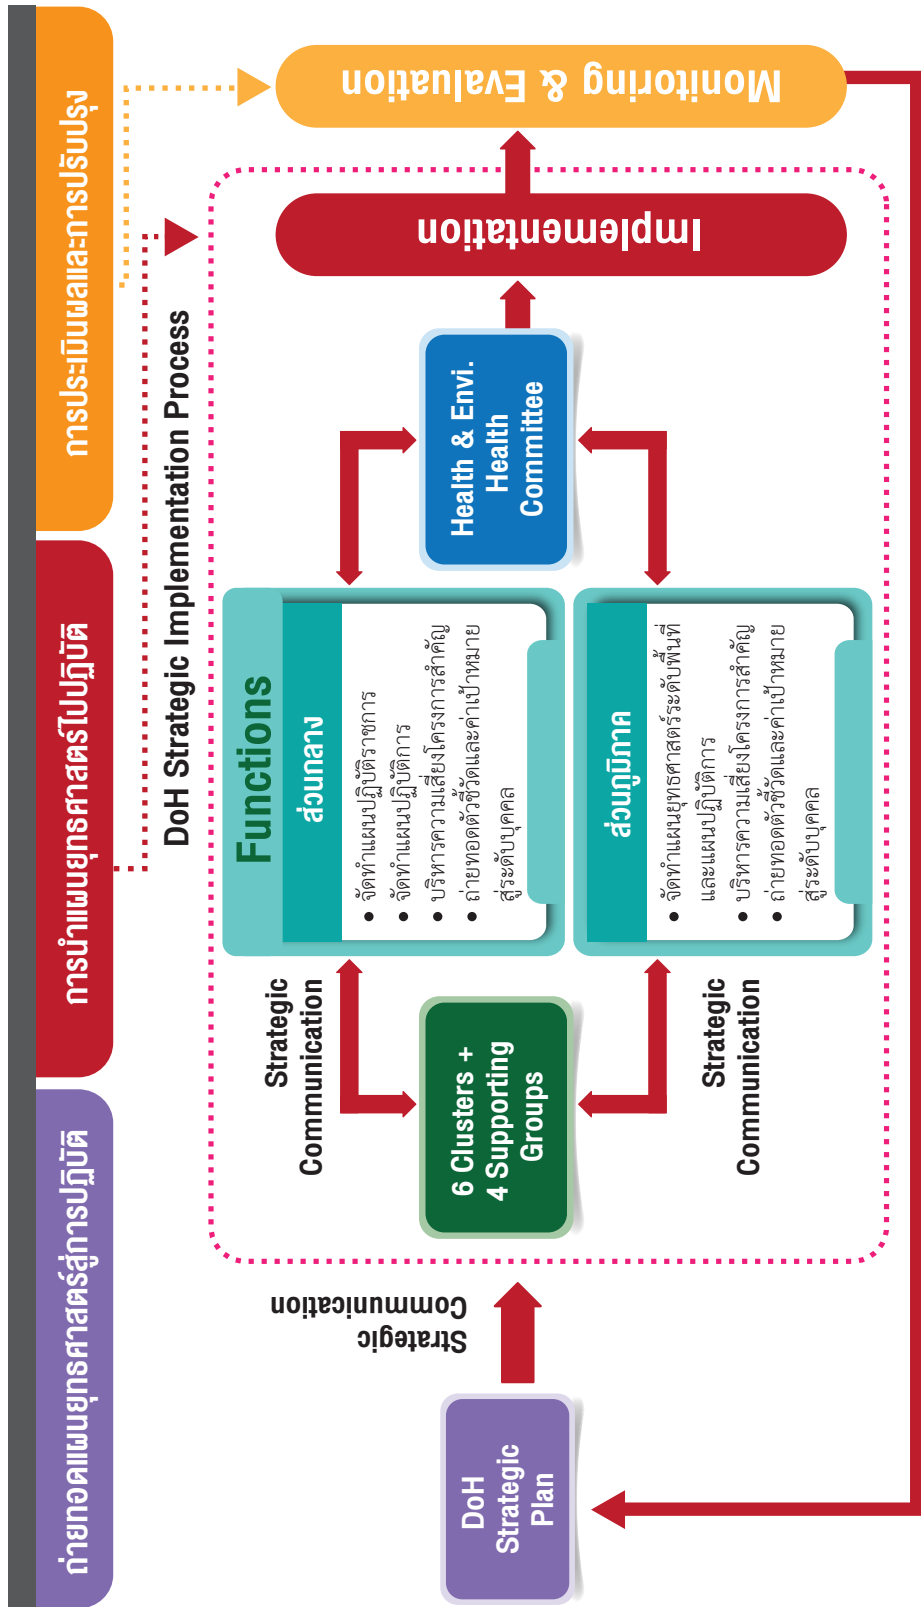 ถ่ายทอดแผนยุทธศาสตร์สู่การปฏิบัติ
การนำแผนยุทธศาสตร์ไปปฏิบัติ
การประเมินผลและการปรับปรุง
DoH Strategic Implementation Process
DoH
Strategic
Plan
Strategic
Communication
6 Clusters +
4 Supporting
Groups
Strategic
Communication
Strategic
Communication
Functions
ส่วนกลาง
• จัดทำแผนปฏิบัติราชการ
• จัดทำแผนปฏิบัติการ
• บริหารความเสี่ยงโครงการสำคัญ
• ถ่ายทอดตัวชี้วัดและค่าเป้าหมาย
สู่ระดับบุคคล
ส่วนภูมิภาค
• จัดทำแผนยุทธศาสตร์ระดับพื้นที่
และแผนปฏิบัติการ
• บริหารความเสี่ยงโครงการสำคัญ
• ถ่ายทอดตัวชี้วัดและค่าเป้าหมาย
สู่ระดับบุคคล
Health & Envi.
Health
Committee
Implementation
Monitoring & Evaluation